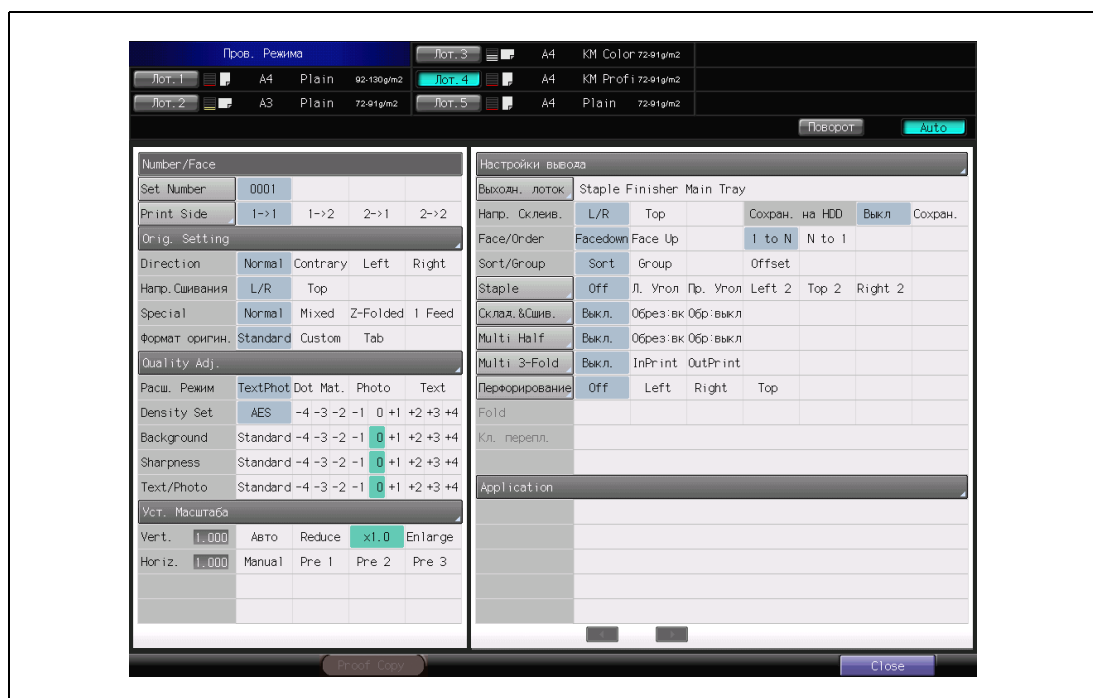 Пров. Режима
Лот.3 A4 KM Color 72-91g/m2
Лот.1 A4 Plain 92-130g/m2 Лот.4 A4 KM Profi 72-91g/m2
Лот.2 A3 Plain 72-91g/m2 Лот.5 A4 Plain 72-91g/m2
Поворот Auto
Number/Face
Set Number 0001
Print Side 1->1 1->2 2->1 2->2
Orig. Setting
Direction Normal Contrary Left Right
Напр.Сшивания L/R Top
Special Normal Mixed Z-Folded 1 Feed
Формат оригин. Standard Custom Tab
Quality Adj.
Расш. Режим TextPhot Dot Mat. Photo Text
Density Set AES -4 -3 -2 -1 0 +1 +2 +3 +4
Background Standard -4 -3 -2 -1 0 +1 +2 +3 +4
Sharpness Standard -4 -3 -2 -1 0 +1 +2 +3 +4
Text/Photo Standard -4 -3 -2 -1 0 +1 +2 +3 +4
Уст. Масштаба
Vert. 1.000 Авто Reduce x1.0 Enlarge
Horiz. 1.000 Manual Pre 1 Pre 2 Pre 3
Настройки вывода
Выходн. лоток Staple Finisher Main Tray
Напр. Склеив. L/R Top Сохран. на HDD Выкл Сохран.
Face/Order Facedown Face Up 1 to N N to 1
Sort/Group Sort Group Offset
Staple Off Л. Угол Пр. Угол Left 2 Top 2 Right 2
Склад.&Сшив. Выкл. Обрез:вк Обр:выкл
Multi Half Выкл. Обрез:вк Обр:выкл
Multi 3-Fold Выкл. InPrint OutPrint
Перфорирование Off Left Right Top
Fold
Кл. перепл.
Application
Proof Copy Close